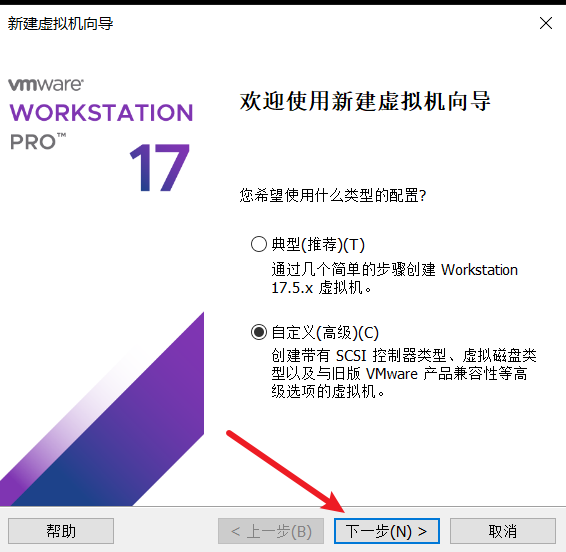 新建虚拟机向导
vmware®
WORKSTATION
PRO™
17
欢迎使用新建虚拟机向导
您希望使用什么类型的配置?
典型(推荐)(T)
通过几个简单的步骤创建 Workstation
17.5.x 虚拟机。
自定义(高级)(C)
创建带有 SCSI 控制器类型、虚拟磁盘类
型以及与旧版 VMware 产品兼容性等高
级选项的虚拟机。
帮助
< 上一步(B)
下一步(N) >
取消